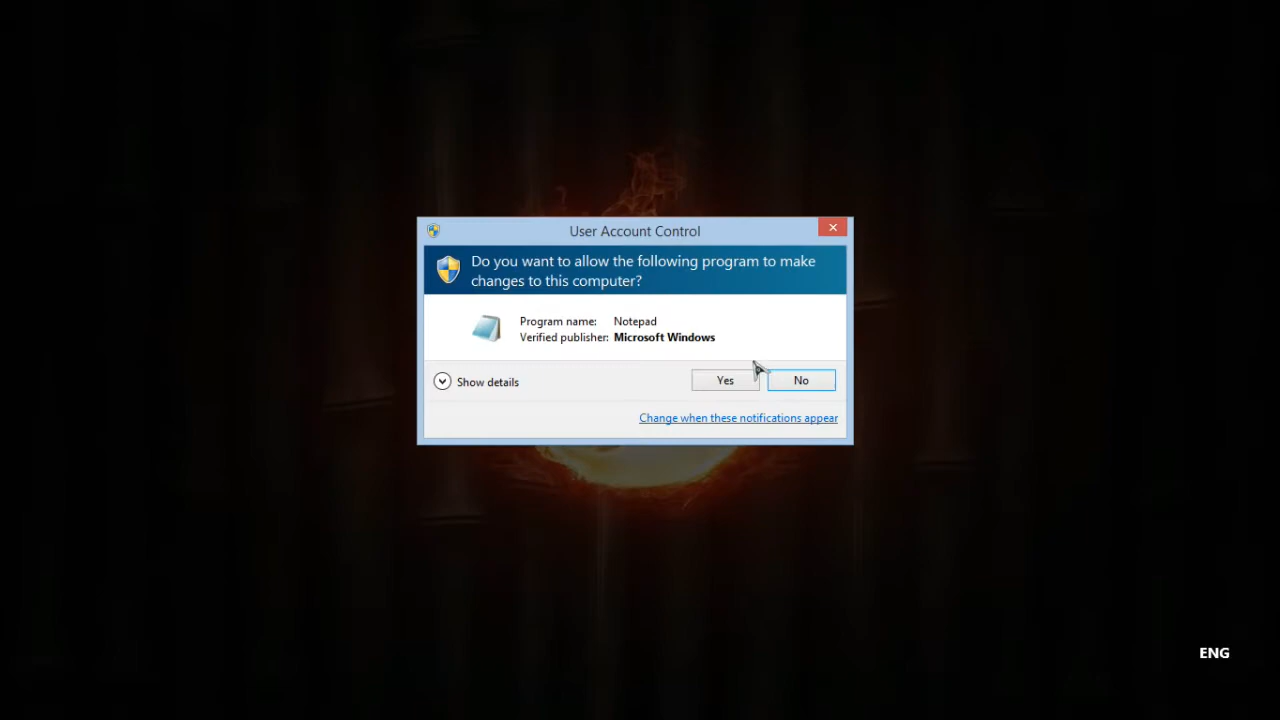 User Account Control
Do you want to allow the following program to make
changes to this computer?
Program name: Notepad
Verified publisher: Microsoft Windows
Show details
Yes
No
Change when these notifications appear
ENG